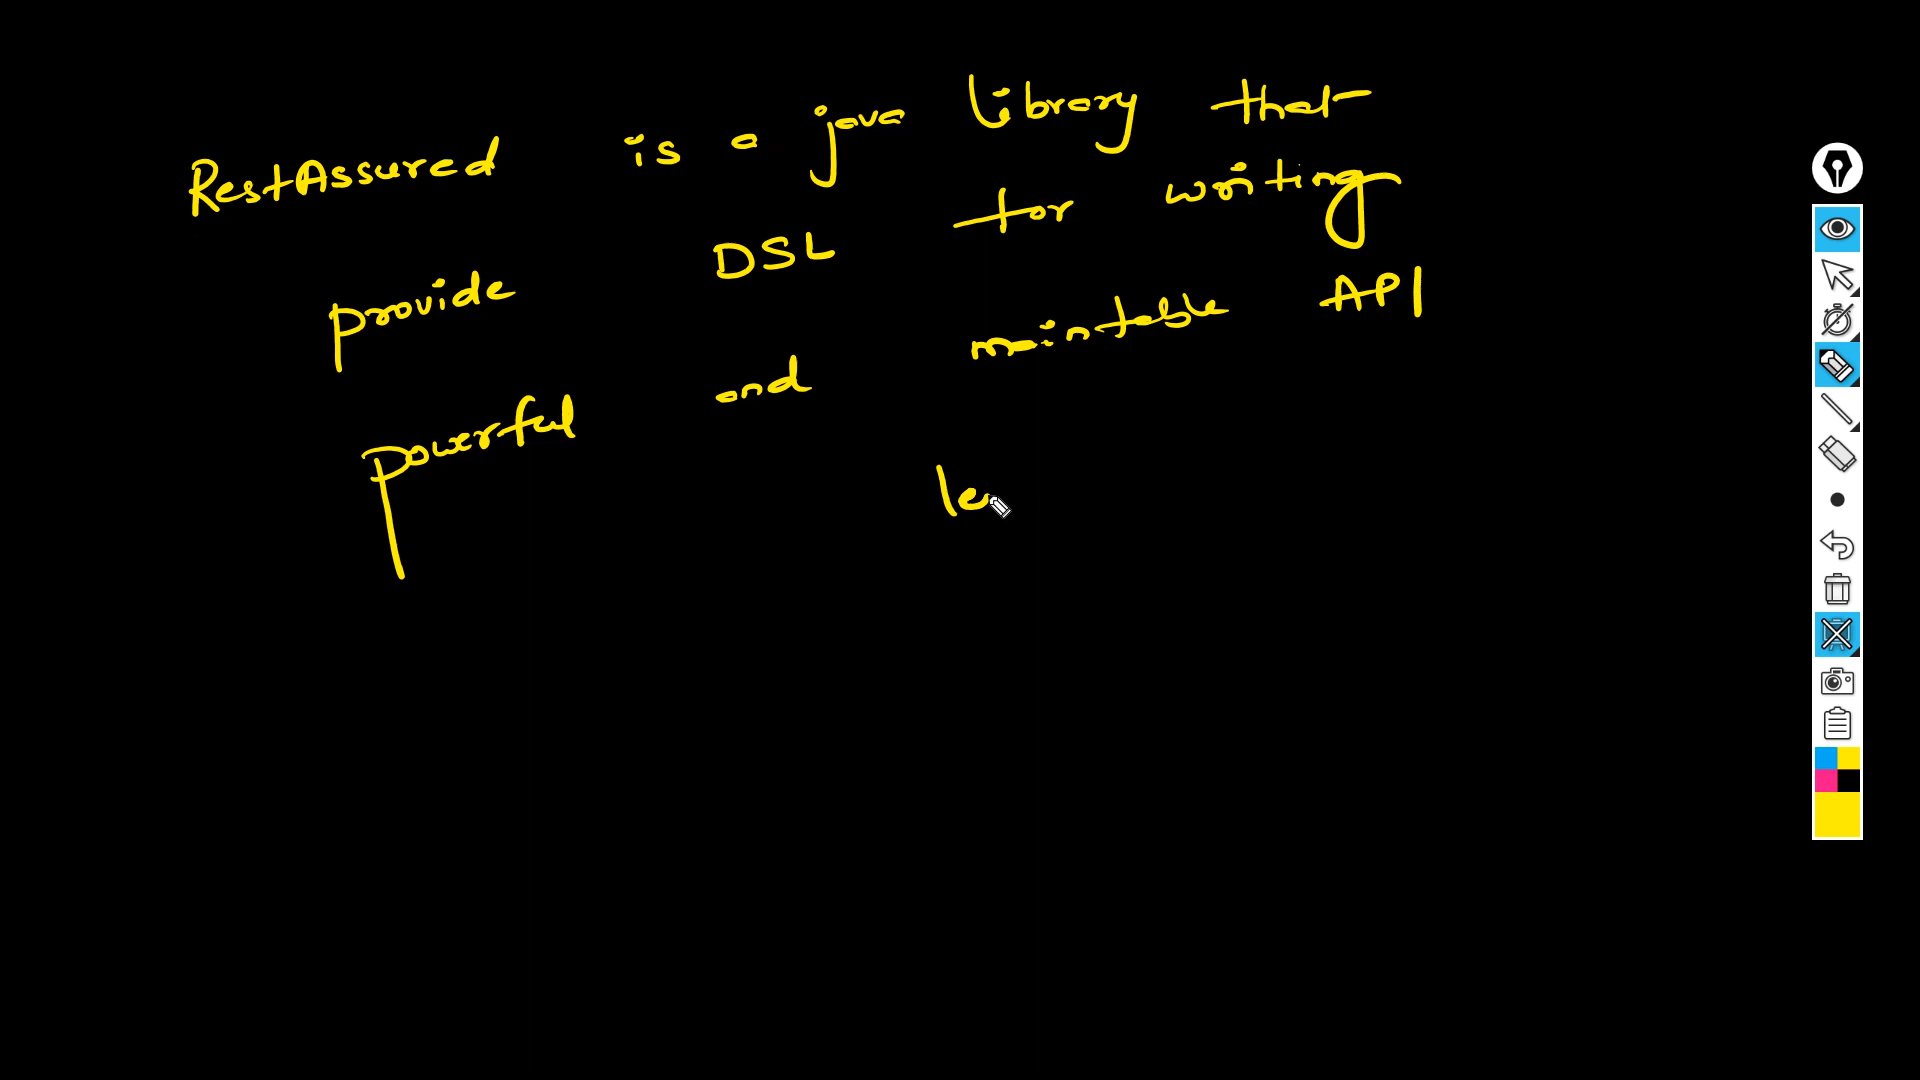 RestAssured is a java library that
provide DSL for writing
powerful and maintable API